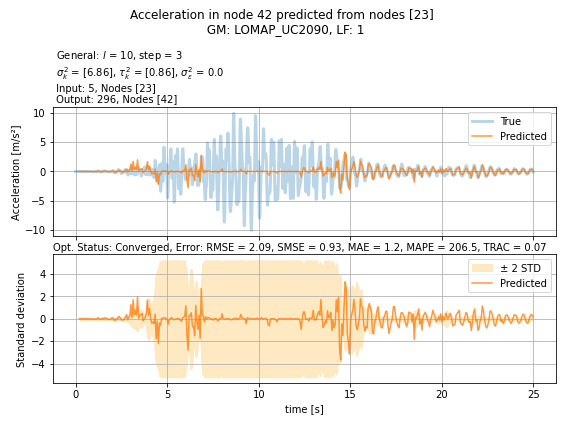 Acceleration in node 42 predicted from nodes [23]
GM: LOMAP_UC2090, LF: 1
General: l = 10, step = 3
σ²ₖ = [6.86], τ²ₖ = [0.86], σ²ε = 0.0
Input: 5, Nodes [23]
Output: 296, Nodes [42]
Acceleration [m/s²]
10
5
0
−5
−10
True
Predicted
Opt. Status: Converged, Error: RMSE = 2.09, SMSE = 0.93, MAE = 1.2, MAPE = 206.5, TRAC = 0.07
Standard deviation
4
2
0
−2
−4
± 2 STD
Predicted
0 5 10 15 20 25
time [s]